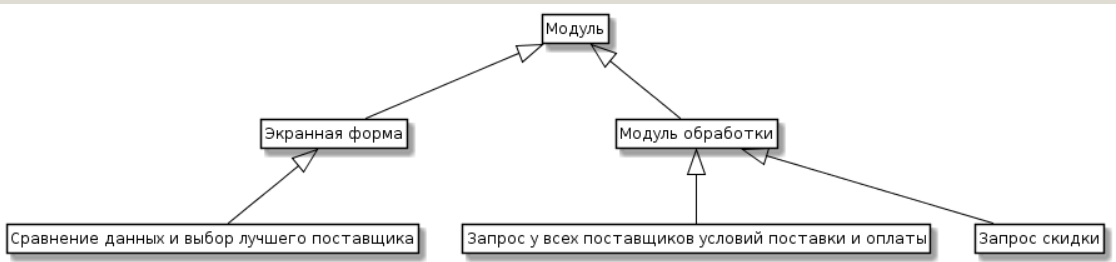 Модуль
Экранная форма
Модуль обработки
Сравнение данных и выбор лучшего поставщика
Запрос у всех поставщиков условий поставки и оплаты
Запрос скидки